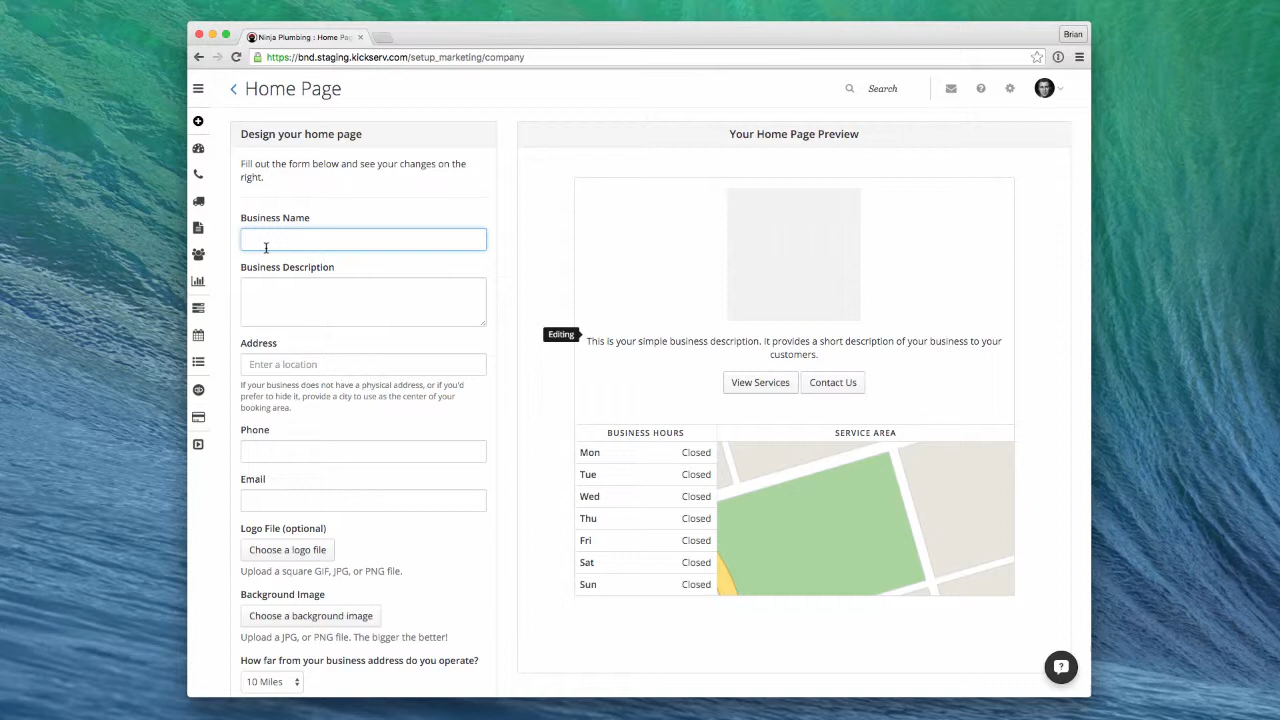 Ninja Plumbing : Home Pag
Brian
https://bnd.staging.kickserv.com/setup_marketing/company
Home Page
Search
Design your home page
Fill out the form below and see your changes on the
right.
Business Name
Business Description
Address
Enter a location
If your business does not have a physical address, or if you'd
prefer to hide it, provide a city to use as the center of your
booking area.
Phone
Email
Logo File (optional)
Choose a logo file
Upload a square GIF, JPG, or PNG file.
Background Image
Choose a background image
Upload a JPG, or PNG file. The bigger the better!
How far from your business address do you operate?
10 Miles
Your Home Page Preview
Editing
This is your simple business description. It provides a short description of your business to your
customers.
View Services
Contact Us
BUSINESS HOURS
SERVICE AREA
Mon Closed
Tue Closed
Wed Closed
Thu Closed
Fri Closed
Sat Closed
Sun Closed